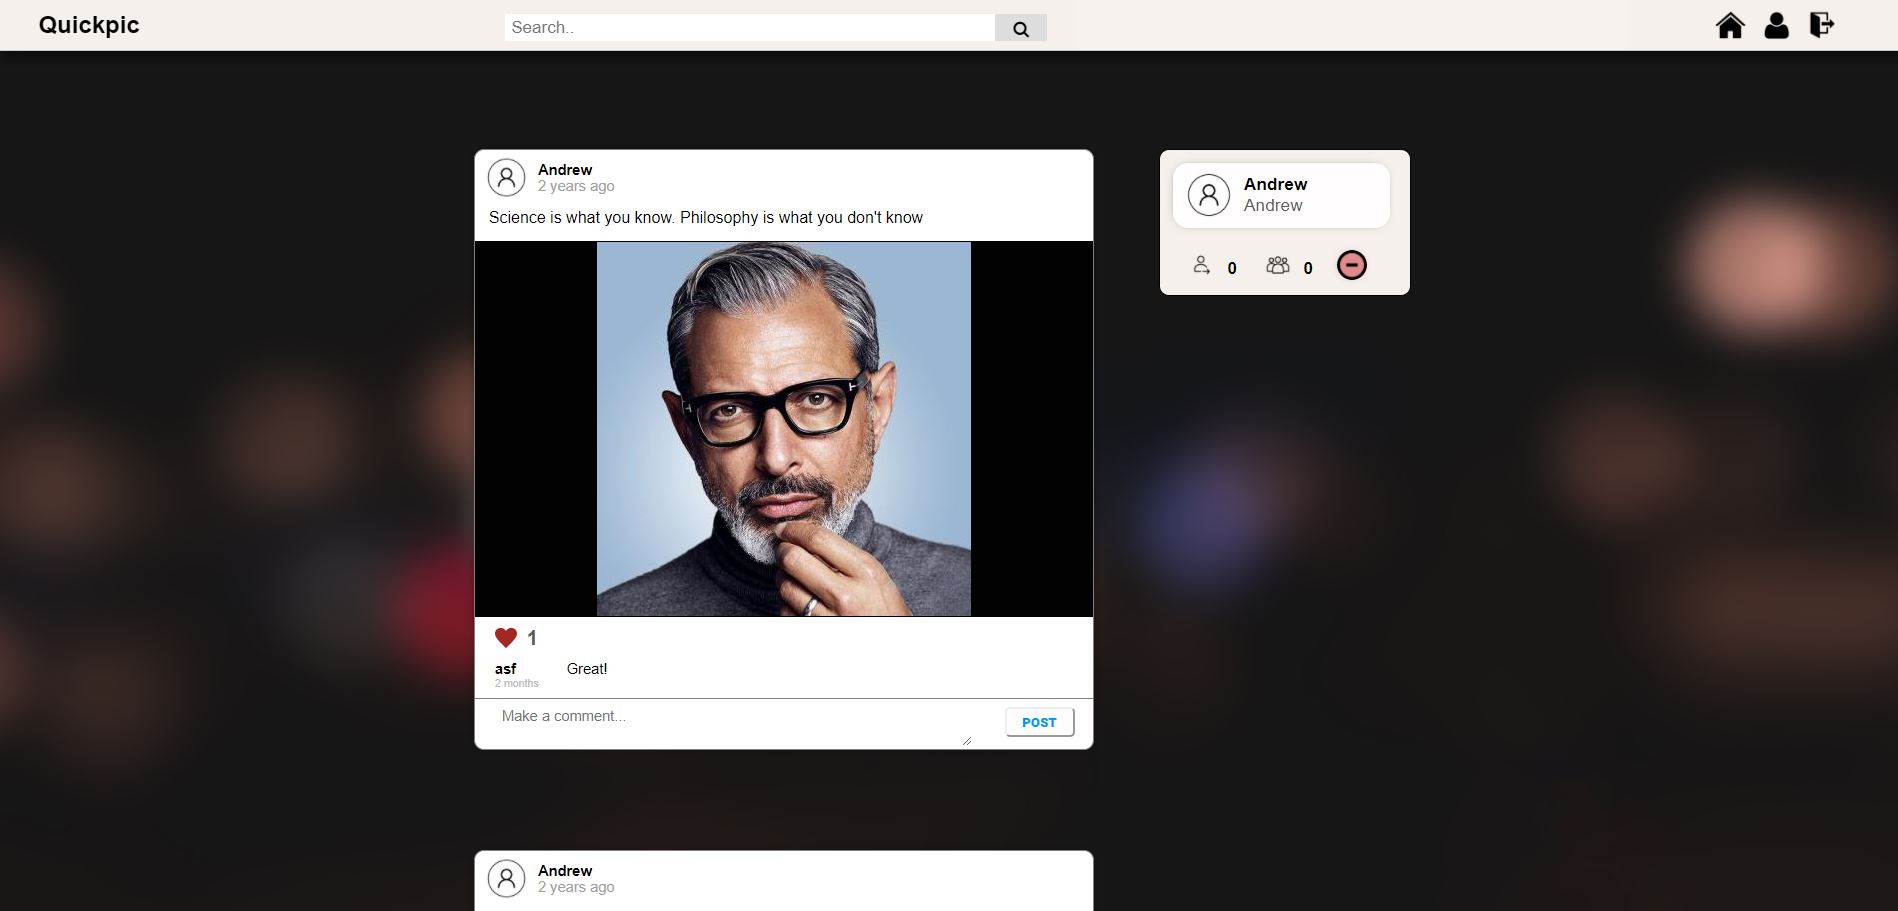 Quickpic
Search..
Andrew
2 years ago
Science is what you know. Philosophy is what you don't know
1
asf
Great!
2 months
Make a comment...
POST
Andrew
Andrew
0
0
Andrew
2 years ago